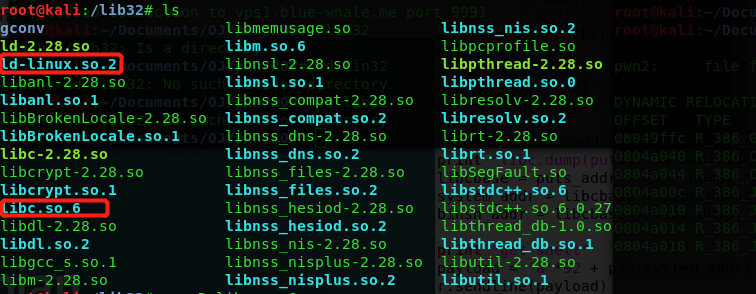 root@kali:/lib32# ls
gconv libmemusage.so libnss_nis.so.2
ld-2.28.so libm.so.6 libpcprofile.so
ld-linux.so.2 libnsl-2.28.so libpthread-2.28.so
libanl-2.28.so libnsl.so.1 libpthread.so.0
libanl.so.1 libnss_compat-2.28.so libresolv-2.28.so
libBrokenLocale-2.28.so libnss_compat.so.2 libresolv.so.2
libBrokenLocale.so.1 libnss_dns-2.28.so librt-2.28.so
libc-2.28.so libnss_dns.so.2 librt.so.1
libcrypt-2.28.so libnss_files-2.28.so libSegFault.so
libcrypt.so.1 libnss_files.so.2 libstdc++.so.6
libc.so.6 libnss_hesiod-2.28.so libstdc++.so.6.0.27
libdl-2.28.so libnss_hesiod.so.2 libthread_db-1.0.so
libdl.so.2 libnss_nis-2.28.so libthread_db.so.1
libgcc_s.so.1 libnss_nisplus-2.28.so libutil-2.28.so
libm-2.28.so libnss_nisplus.so.2 libutil.so.1
root@kali:/
pwn2: file f
DYNAMIC RELOCATIO
OFFSET TYPE
08049ffc R_386_
0804a040 R_386_
0804a044 R_386_
0804a00c R_386_
0804a014 R_386_
0804a018 R_386_